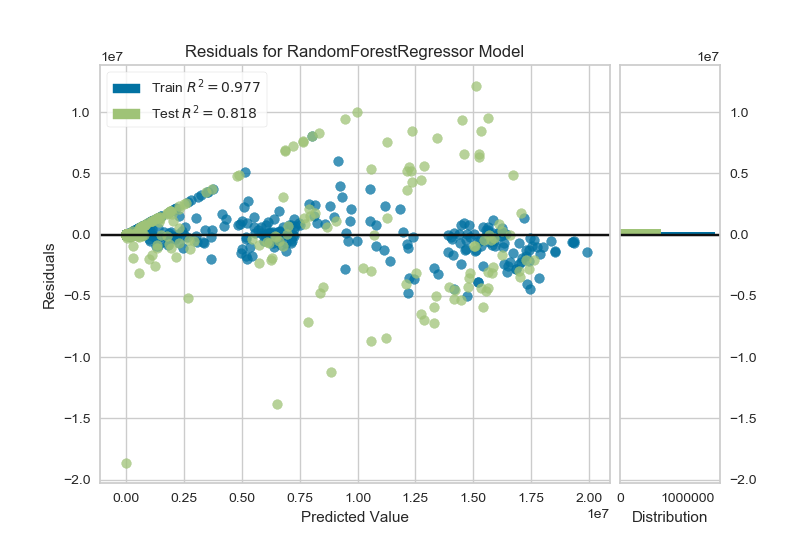 Residuals for RandomForestRegressor Model
1e7
1e7
Train R² = 0.977
Test R² = 0.818
1.0
0.5
0.0
−0.5
−1.0
−1.5
−2.0
Residuals
1.0
0.5
0.0
−0.5
−1.0
−1.5
−2.0
0.00 0.25 0.50 0.75 1.00 1.25 1.50 1.75 2.00
1e7
Predicted Value
0 1000000
Distribution